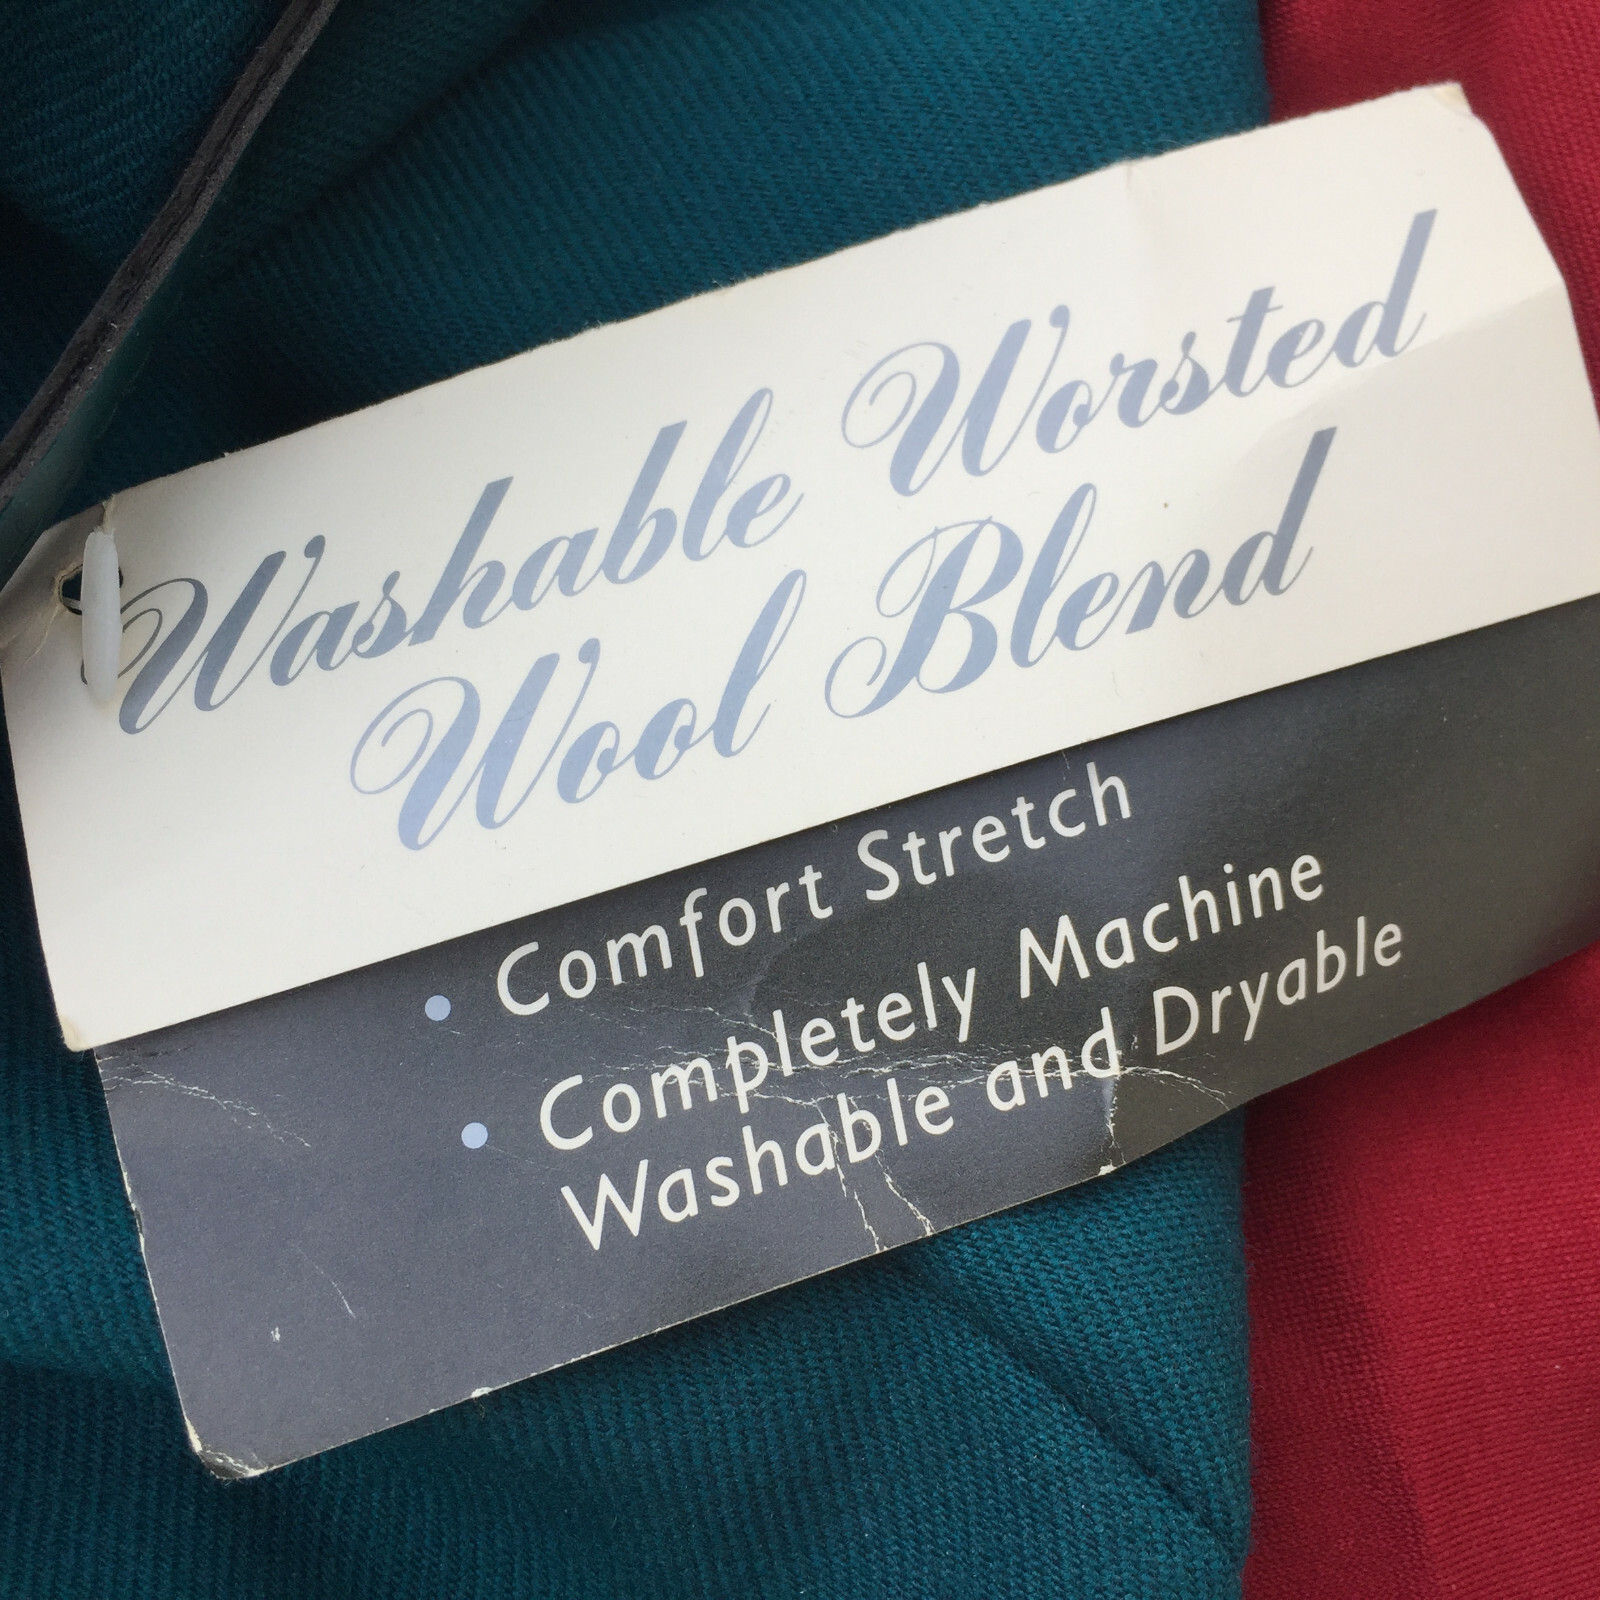 Washable Worsted
Wool Blend
• Comfort Stretch
• Completely Machine
Washable and Dryable